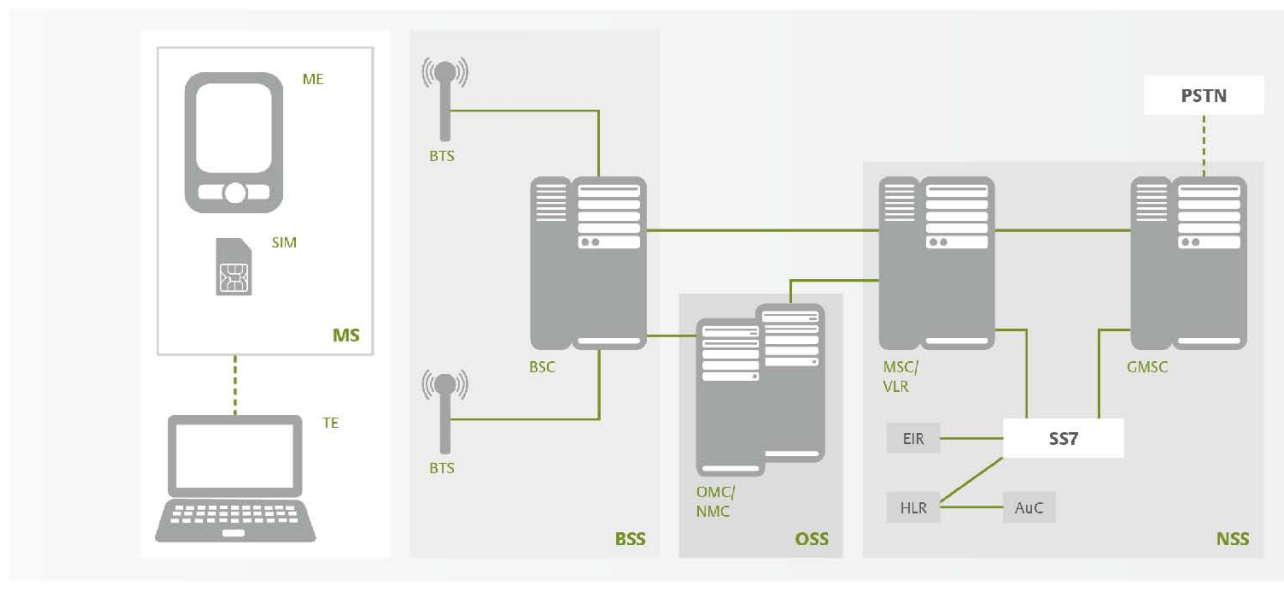 ME
SIM
MS
TE
BTS
BTS
BSC
BSS
OMC/
NMC
OSS
PSTN
MSC/
VLR
GMSC
EIR
SS7
HLR
AuC
NSS